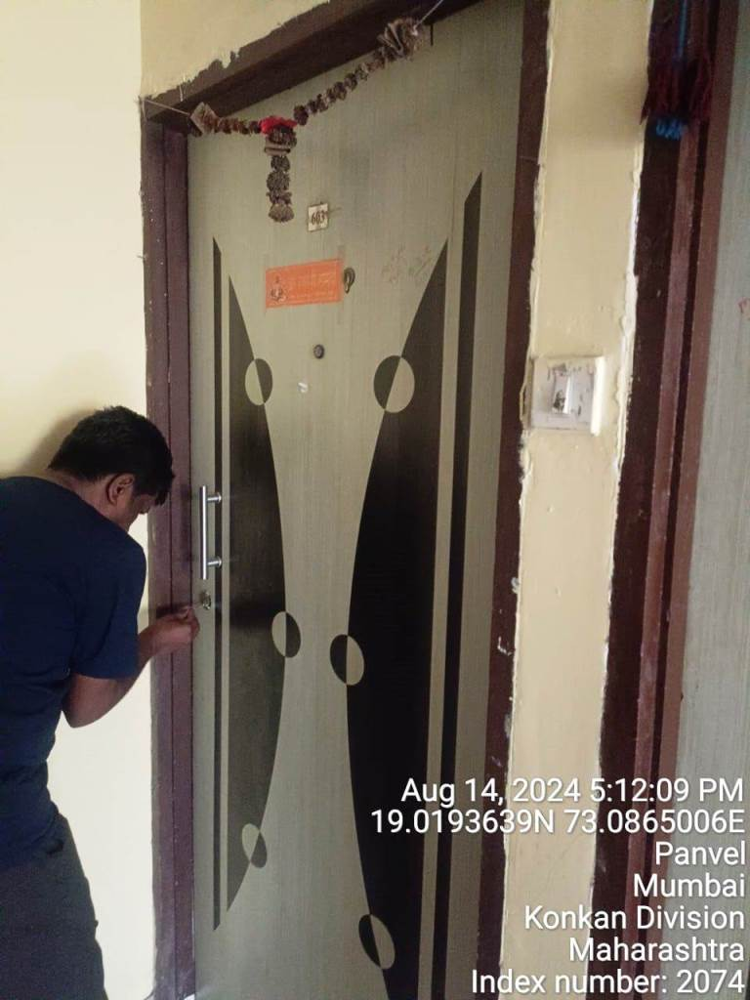 603
Aug 14, 2024 5:12:09 PM
19.0193639N 73.0865006E
Panvel
Mumbai
Konkan Division
Maharashtra
Index number: 2074